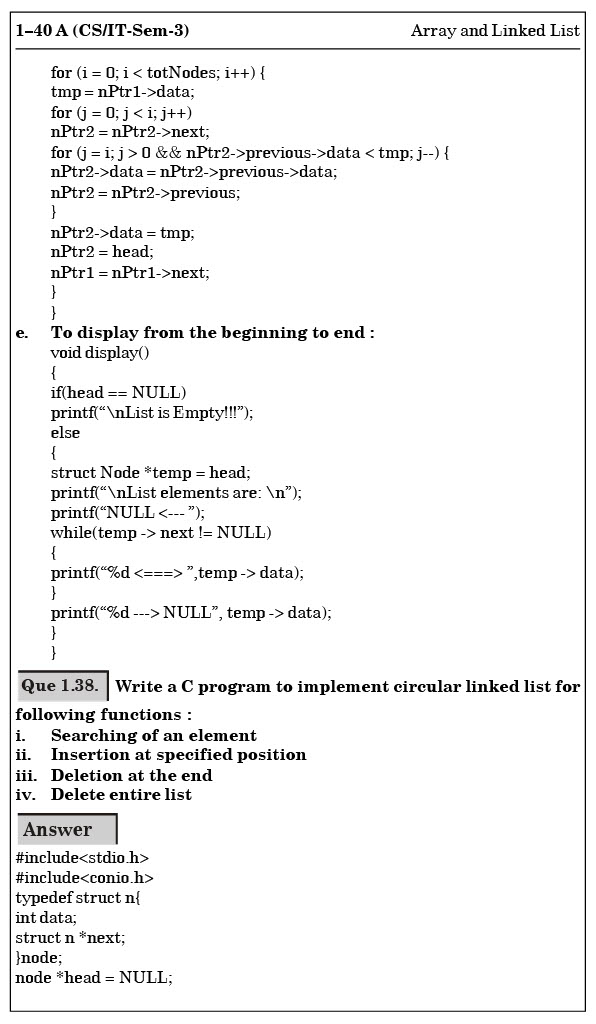 1–40 A (CS/IT-Sem-3) Array and Linked List
for (i = 0; i < totNodes; i++) {
tmp = nPtr1->data;
for (j = 0; j < i; j++)
nPtr2 = nPtr2->next;
for (j = i; j > 0 && nPtr2->previous->data < tmp; j--) {
nPtr2->data = nPtr2->previous->data;
nPtr2 = nPtr2->previous;
}
nPtr2->data = tmp;
nPtr2 = head;
nPtr1 = nPtr1->next;
}
}
e. To display from the beginning to end :
void display()
{
if(head == NULL)
printf(“\nList is Empty!!!”);
else
{
struct Node *temp = head;
printf(“\nList elements are: \n”);
printf(“NULL <--- ”);
while(temp -> next != NULL)
{
printf(“%d <===> ”,temp -> data);
}
printf(“%d ---> NULL”, temp -> data);
}
}
Que 1.38. Write a C program to implement circular linked list for
following functions :
i. Searching of an element
ii. Insertion at specified position
iii. Deletion at the end
iv. Delete entire list
Answer
#include<stdio.h>
#include<conio.h>
typedef struct n{
int data;
struct n *next;
}node;
node *head = NULL;